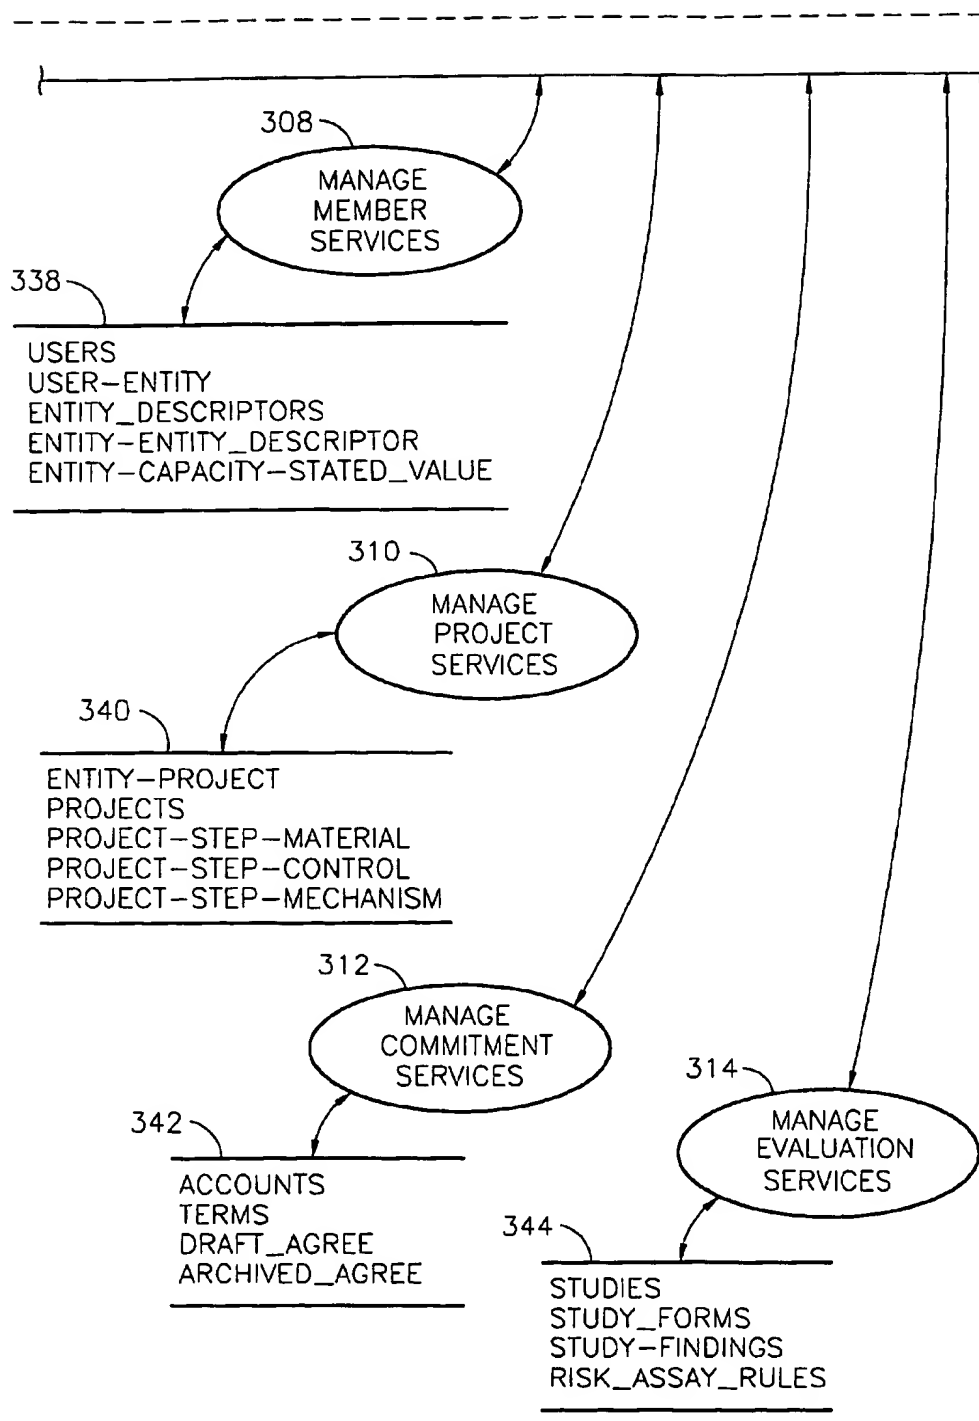 308
MANAGE
MEMBER
SERVICES
338
USERS
USER-ENTITY
ENTITY_DESCRIPTORS
ENTITY-ENTITY_DESCRIPTOR
ENTITY-CAPACITY-STATED_VALUE
310
MANAGE
PROJECT
SERVICES
340
ENTITY-PROJECT
PROJECTS
PROJECT-STEP-MATERIAL
PROJECT-STEP-CONTROL
PROJECT-STEP-MECHANISM
312
MANAGE
COMMITMENT
SERVICES
342
ACCOUNTS
TERMS
DRAFT_AGREE
ARCHIVED_AGREE
314
MANAGE
EVALUATION
SERVICES
344
STUDIES
STUDY_FORMS
STUDY-FINDINGS
RISK_ASSAY_RULES